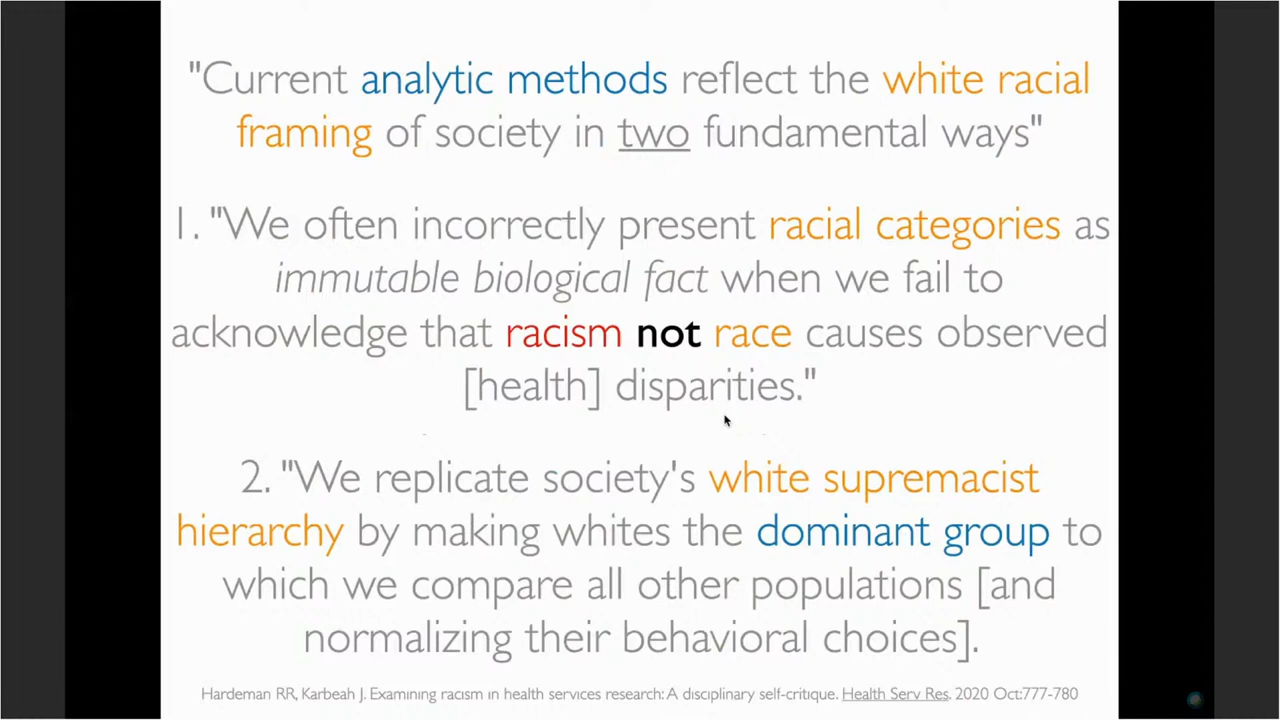 "Current analytic methods reflect the white racial
framing of society in two fundamental ways"
1. "We often incorrectly present racial categories as
immutable biological fact when we fail to
acknowledge that racism not race causes observed
[health] disparities."
2. "We replicate society's white supremacist
hierarchy by making whites the dominant group to
which we compare all other populations [and
normalizing their behavioral choices].
Hardeman RR, Karbeah J. Examining racism in health services research: A disciplinary self-critique. Health Serv Res. 2020 Oct:777-780